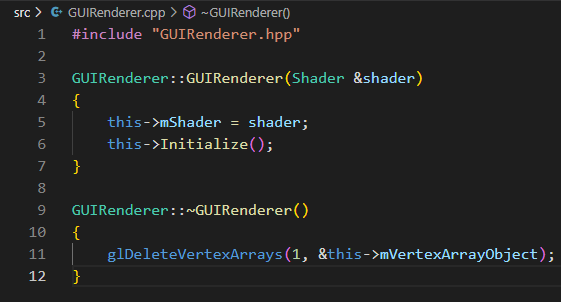 src > GUIRenderer.cpp > ~GUIRenderer()
1 #include "GUIRenderer.hpp"
2
3 GUIRenderer::GUIRenderer(Shader &shader)
4 {
5     this->mShader = shader;
6     this->Initialize();
7 }
8
9 GUIRenderer::~GUIRenderer()
10 {
11     glDeleteVertexArrays(1, &this->mVertexArrayObject);
12 }